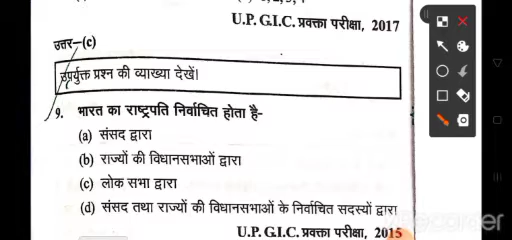 U.P. G.I.C. प्रवक्ता परीक्षा, 2017
उत्तर–(c)
उपर्युक्त प्रश्न की व्याख्या देखें।
9. भारत का राष्ट्रपति निर्वाचित होता है-
(a) संसद द्वारा
(b) राज्यों की विधानसभाओं द्वारा
(c) लोक सभा द्वारा
(d) संसद तथा राज्यों की विधानसभाओं के निर्वाचित सदस्यों द्वारा
U.P. G.I.C. प्रवक्ता परीक्षा, 2015